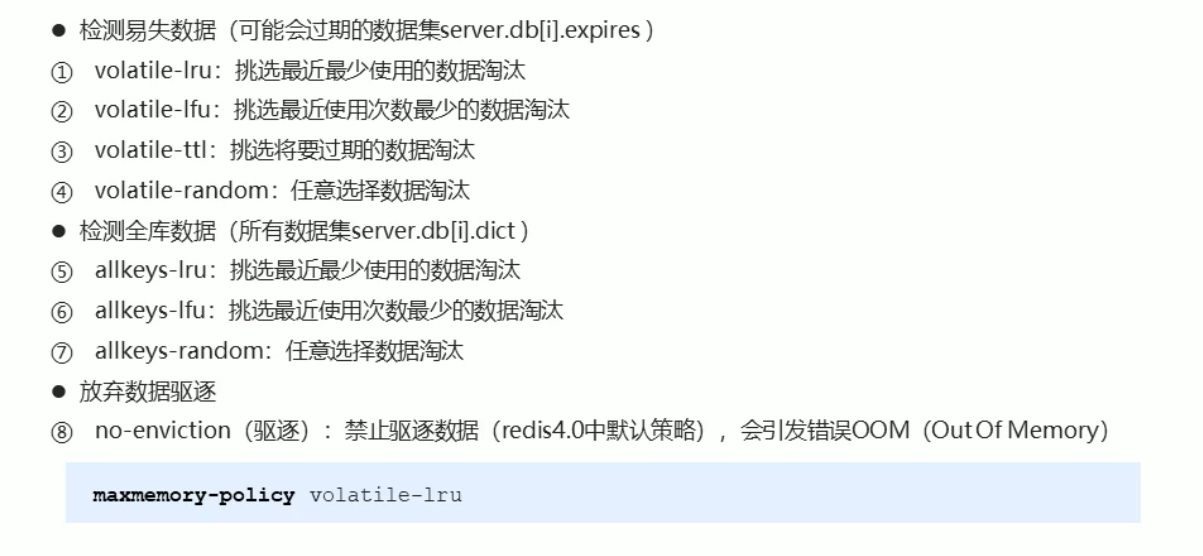 ● 检测易失数据（可能会过期的数据集server.db[i].expires ）
① volatile-lru：挑选最近最少使用的数据淘汰
② volatile-lfu：挑选最近使用次数最少的数据淘汰
③ volatile-ttl：挑选将要过期的数据淘汰
④ volatile-random：任意选择数据淘汰
● 检测全库数据（所有数据集server.db[i].dict ）
⑤ allkeys-lru：挑选最近最少使用的数据淘汰
⑥ allkeys-lfu：挑选最近使用次数最少的数据淘汰
⑦ allkeys-random：任意选择数据淘汰
● 放弃数据驱逐
⑧ no-enviction（驱逐）：禁止驱逐数据（redis4.0中默认策略），会引发错误OOM（Out Of Memory）
maxmemory-policy volatile-lru